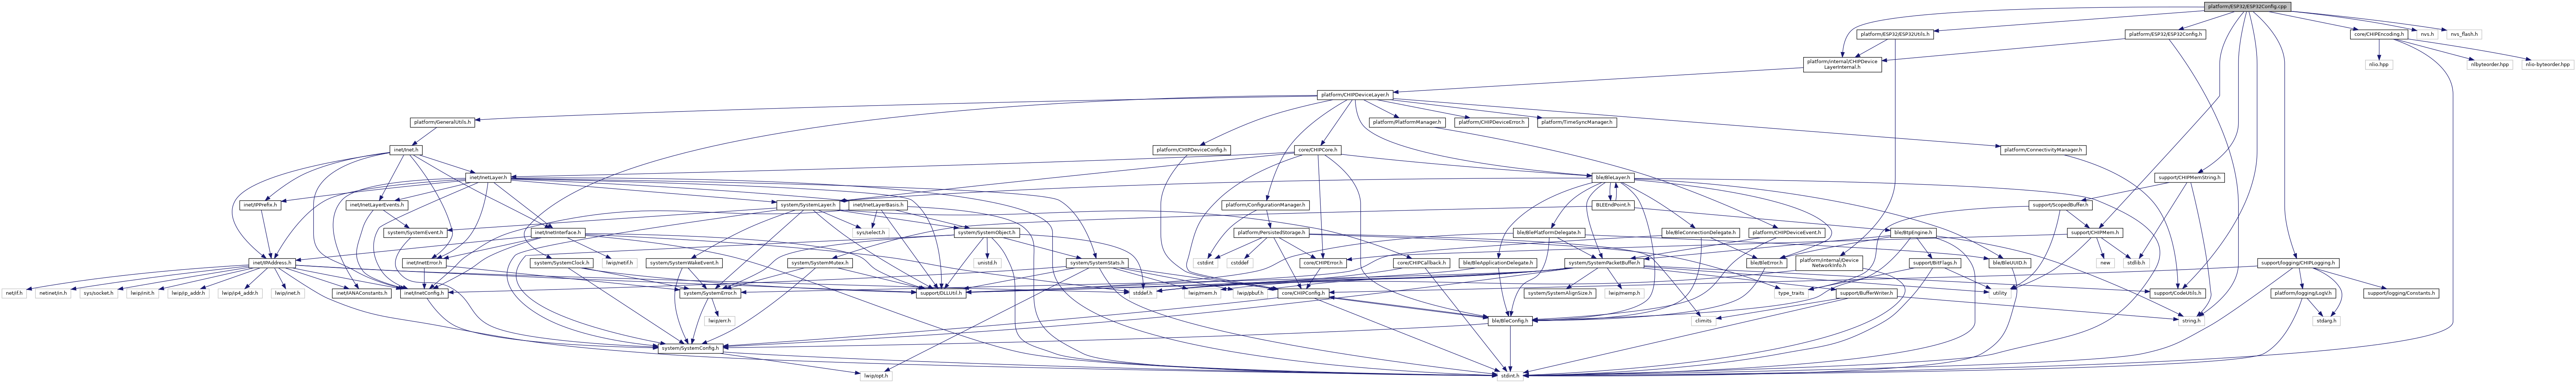 platform/ESP32/ESP32Config.cpp
platform/ESP32/ESP32Utils.h
platform/ESP32/ESP32Config.h
core/CHIPEncoding.h
nvs.h
nvs_flash.h
platform/internal/CHIPDevice
LayerInternal.h
nlio.hpp
nlbyteorder.hpp
nlio-byteorder.hpp
platform/CHIPDeviceLayer.h
platform/GeneralUtils.h
platform/PlatformManager.h
platform/CHIPDeviceError.h
platform/TimeSyncManager.h
inet/Inet.h
platform/CHIPDeviceConfig.h
core/CHIPCore.h
platform/ConnectivityManager.h
inet/InetLayer.h
ble/BleLayer.h
support/CHIPMemString.h
inet/IPPrefix.h
inet/InetLayerEvents.h
system/SystemLayer.h
inet/InetLayerBasis.h
platform/ConfigurationManager.h
BLEEndPoint.h
support/ScopedBuffer.h
system/SystemEvent.h
inet/InetInterface.h
sys/select.h
system/SystemObject.h
platform/PersistedStorage.h
ble/BlePlatformDelegate.h
ble/BleConnectionDelegate.h
platform/CHIPDeviceEvent.h
ble/BtpEngine.h
support/CHIPMem.h
inet/IPAddress.h
inet/InetError.h
system/SystemClock.h
lwip/netif.h
system/SystemWakeEvent.h
system/SystemMutex.h
unistd.h
system/SystemStats.h
core/CHIPCallback.h
cstdint
cstddef
core/CHIPError.h
ble/BleApplicationDelegate.h
system/SystemPacketBuffer.h
ble/BleError.h
platform/internal/DeviceNetworkInfo.h
support/BitFlags.h
ble/BleUUID.h
new
stdlib.h
support/logging/CHIPLogging.h
net/if.h
netinet/in.h
sys/socket.h
lwip/init.h
lwip/ip_addr.h
lwip/ip4_addr.h
lwip/inet.h
inet/IANAConstants.h
inet/InetConfig.h
system/SystemError.h
support/DLLUtil.h
stddef.h
lwip/mem.h
lwip/pbuf.h
core/CHIPConfig.h
system/SystemAlignSize.h
lwip/memp.h
type_traits
support/BufferWriter.h
utility
support/CodeUtils.h
platform/logging/LogV.h
support/logging/Constants.h
lwip/err.h
ble/BleConfig.h
climits
string.h
stdarg.h
system/SystemConfig.h
lwip/opt.h
stdint.h